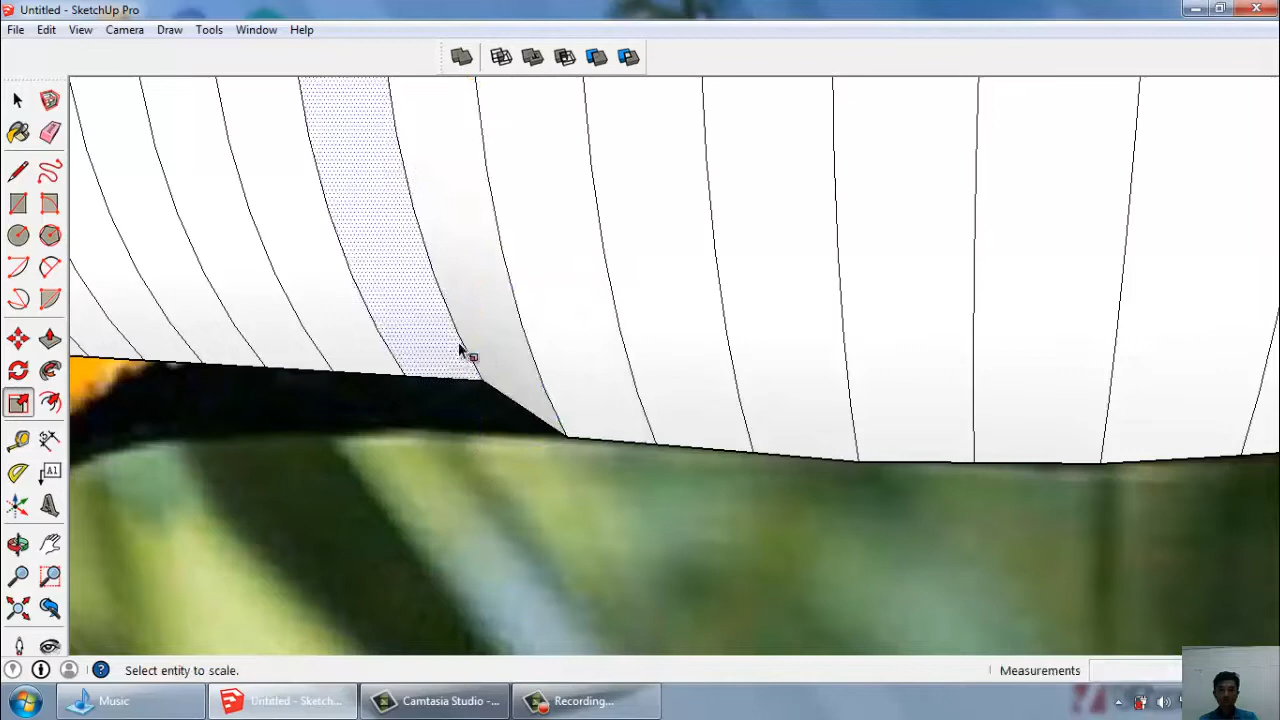 Untitled - SketchUp Pro
File Edit View Camera Draw Tools Window Help
A1
Select entity to scale.
Measurements
Music
Untitled - Sketch...
Camtasia Studio -...
Recording...